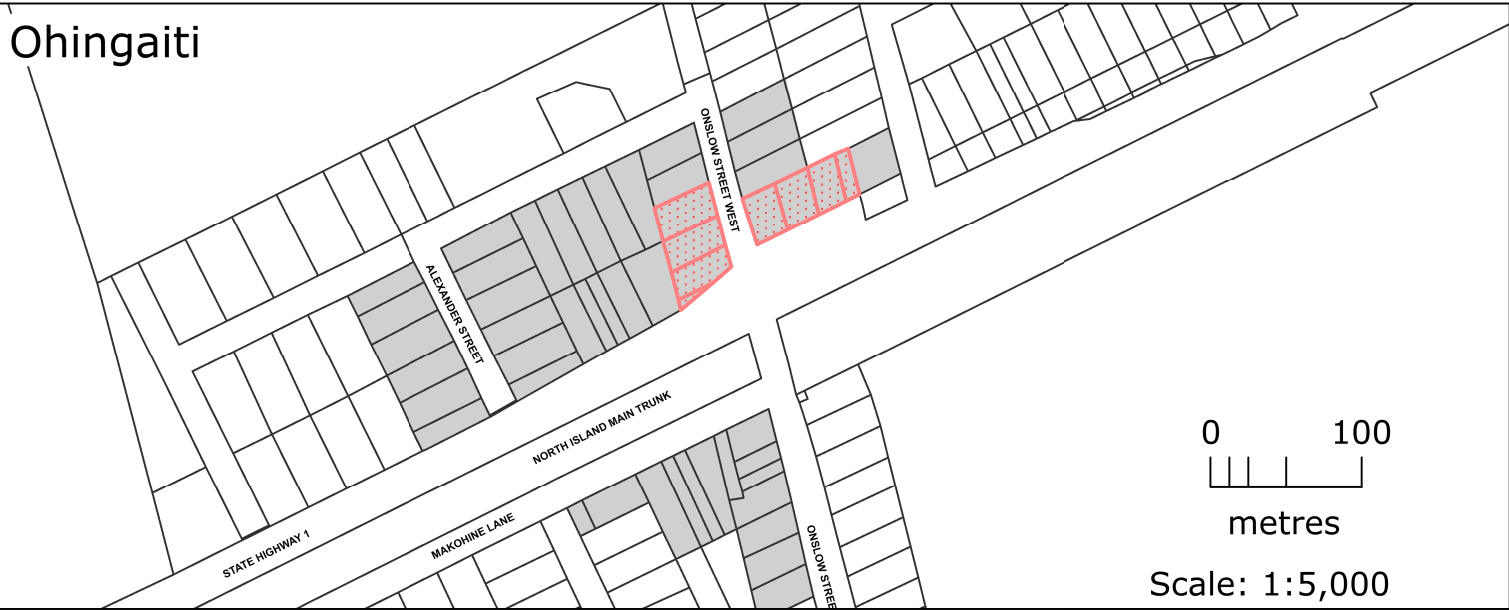 Ohingaiti
ONSLOW STREET WEST
ALEXANDER STREET
NORTH ISLAND MAIN TRUNK
STATE HIGHWAY 1
MAKOHINE LANE
ONSLOW STREE
0 100
metres
Scale: 1:5,000